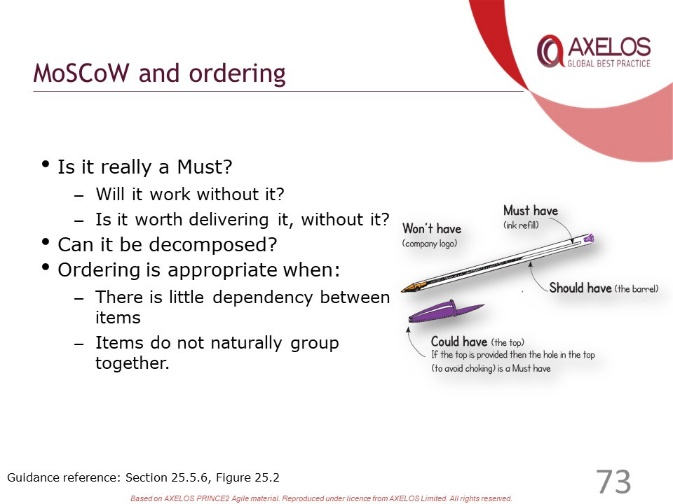 AXELOS
GLOBAL BEST PRACTICE
MoSCoW and ordering
• Is it really a Must?
– Will it work without it?
– Is it worth delivering it, without it?
• Can it be decomposed?
• Ordering is appropriate when:
– There is little dependency between
items
– Items do not naturally group
together.
Must have
(ink refill)
Won't have
(company logo)
Should have (the barrel)
Could have (the top)
If the top is provided then the hole in the top
(to avoid choking) is a Must have
Guidance reference: Section 25.5.6, Figure 25.2
73
Based on AXELOS PRINCE2 Agile material. Reproduced under licence from AXELOS Limited. All rights reserved.